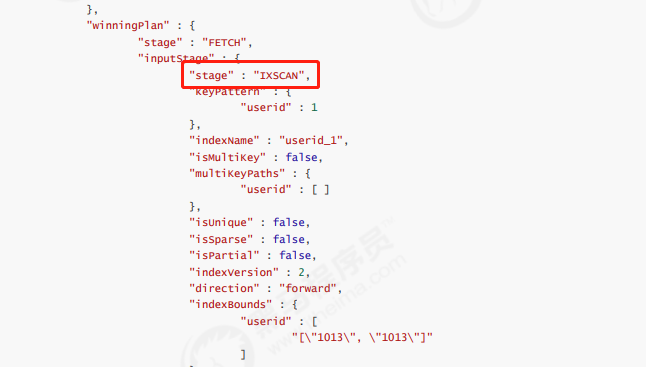 },
"winningPlan" : {
"stage" : "FETCH",
"inputStage" : {
"stage" : "IXSCAN",
"keyPattern" : {
"userid" : 1
},
"indexName" : "userid_1",
"isMultiKey" : false,
"multiKeyPaths" : {
"userid" : [ ]
},
"isUnique" : false,
"isSparse" : false,
"isPartial" : false,
"indexVersion" : 2,
"direction" : "forward",
"indexBounds" : {
"userid" : [
"[\"1013\", \"1013\"]"
]